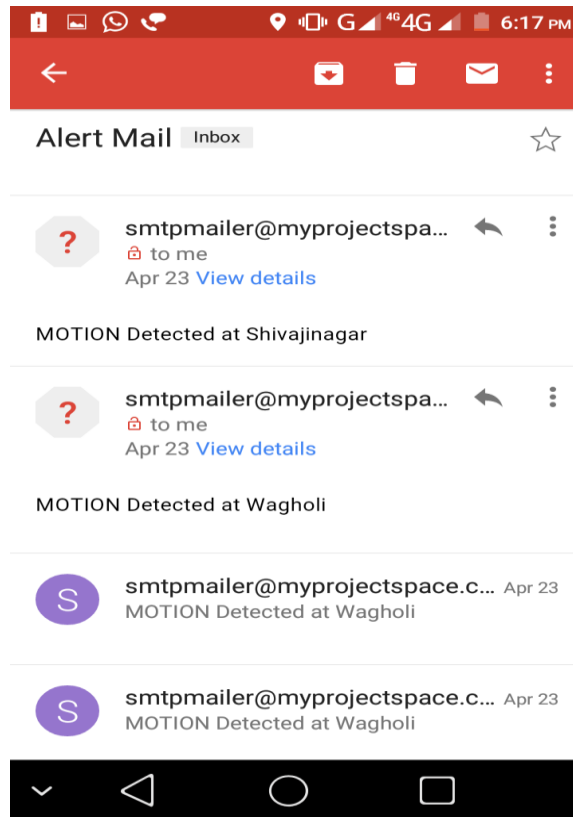 G 4G 4G 6:17 PM
Alert Mail Inbox
? smtpmailer@myprojectspa...
to me
Apr 23 View details
MOTION Detected at Shivajinagar
? smtpmailer@myprojectspa...
to me
Apr 23 View details
MOTION Detected at Wagholi
S smtpmailer@myprojectspace.c... Apr 23
MOTION Detected at Wagholi
S smtpmailer@myprojectspace.c... Apr 23
MOTION Detected at Wagholi